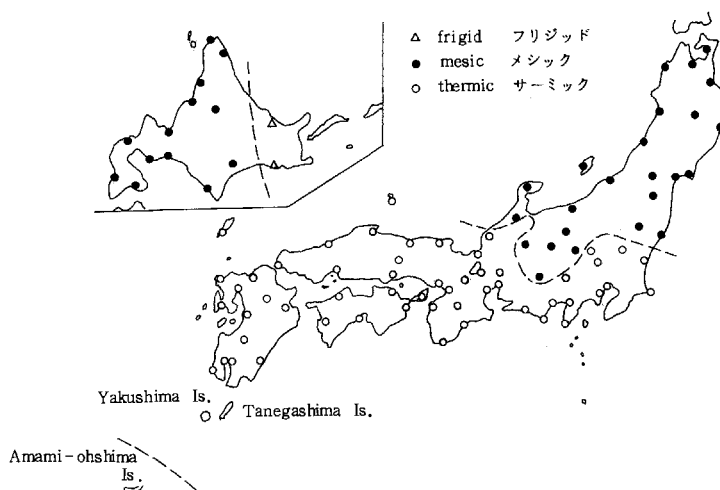 △ frigid フリジッド
● mesic メシック
○ thermic サーミック
Yakushima Is.
Tanegashima Is.
Amami-ohshima
Is.